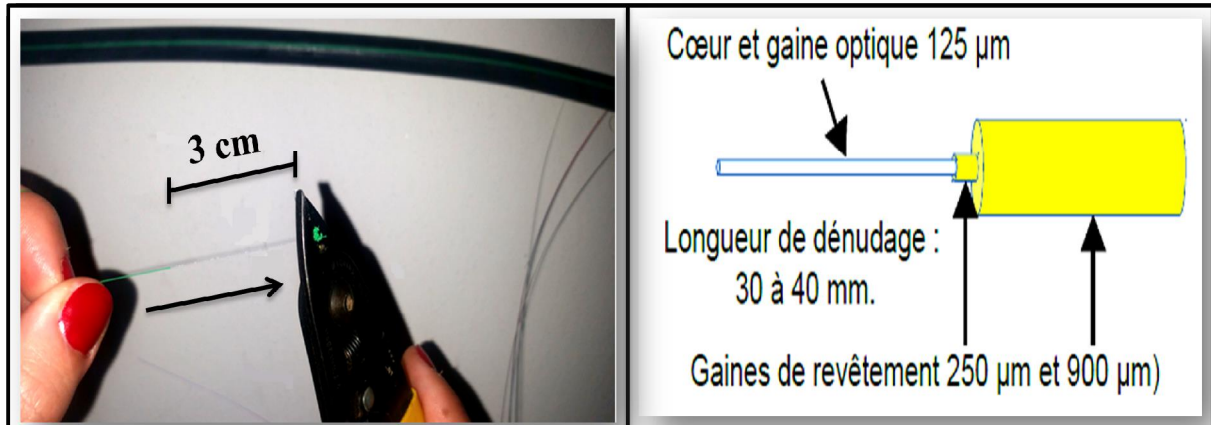 3 cm
Cœur et gaine optique 125 µm
Longueur de dénudage :
30 à 40 mm.
Gaines de revêtement 250 µm et 900 µm)